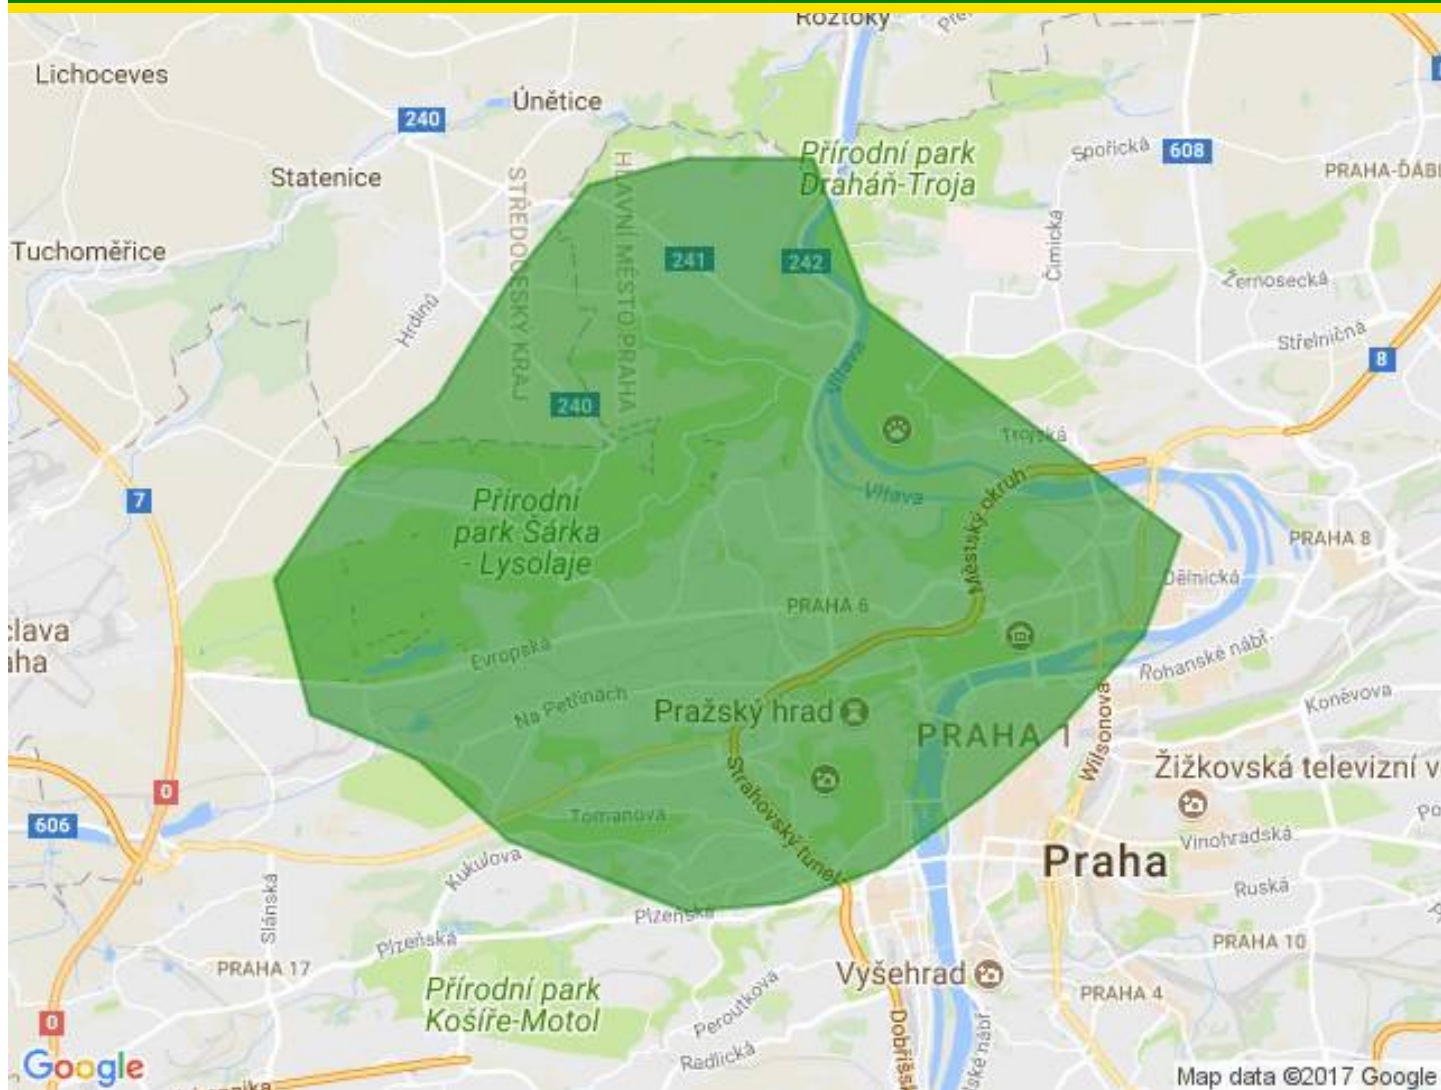 Roztoky
Lichoceves
Únětice
240
Přírodní park
Draháň-Troja
Spořická
608
Statenice
STŘEDOČESKÝ KRAJ
HLAVNÍ MĚSTO PRAHA
Tuchoměřice
241
242
Čimická
Žernosecká
Hrdinů
Střelničná
8
Vltava
240
Trojská
7
Přírodní
park Šárka
- Lysolaje
Vltava
Městský okruh
PRAHA 8
Dělnická
PRAHA 6
Evropská
Rohanské nábř.
Na Petřinách
Koněvova
Pražský hrad
PRAHA 1
Wilsonova
Žižkovská televizní v
0
Strahovský tunel
Tomanova
606
Vinohradská
Kukulova
Praha
Ruská
Slánská
Plzeňská
Plzeňská
PRAHA 10
PRAHA 17
Vyšehrad
Přírodní park
Košíře-Motol
PRAHA 4
Peroutkova
0
Dobříšs
Radlická
Google
Map data ©2017 Google